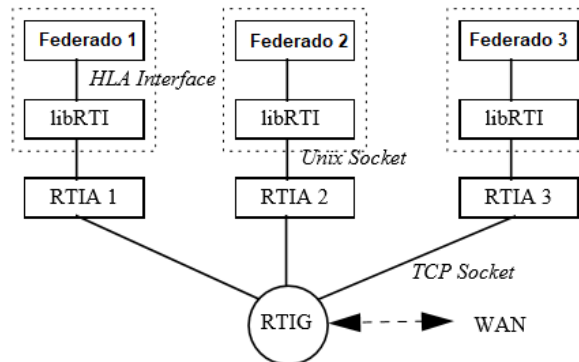 Federado 1
Federado 2
Federado 3
HLA Interface
libRTI
libRTI
libRTI
Unix Socket
RTIA 1
RTIA 2
RTIA 3
TCP Socket
RTIG
WAN